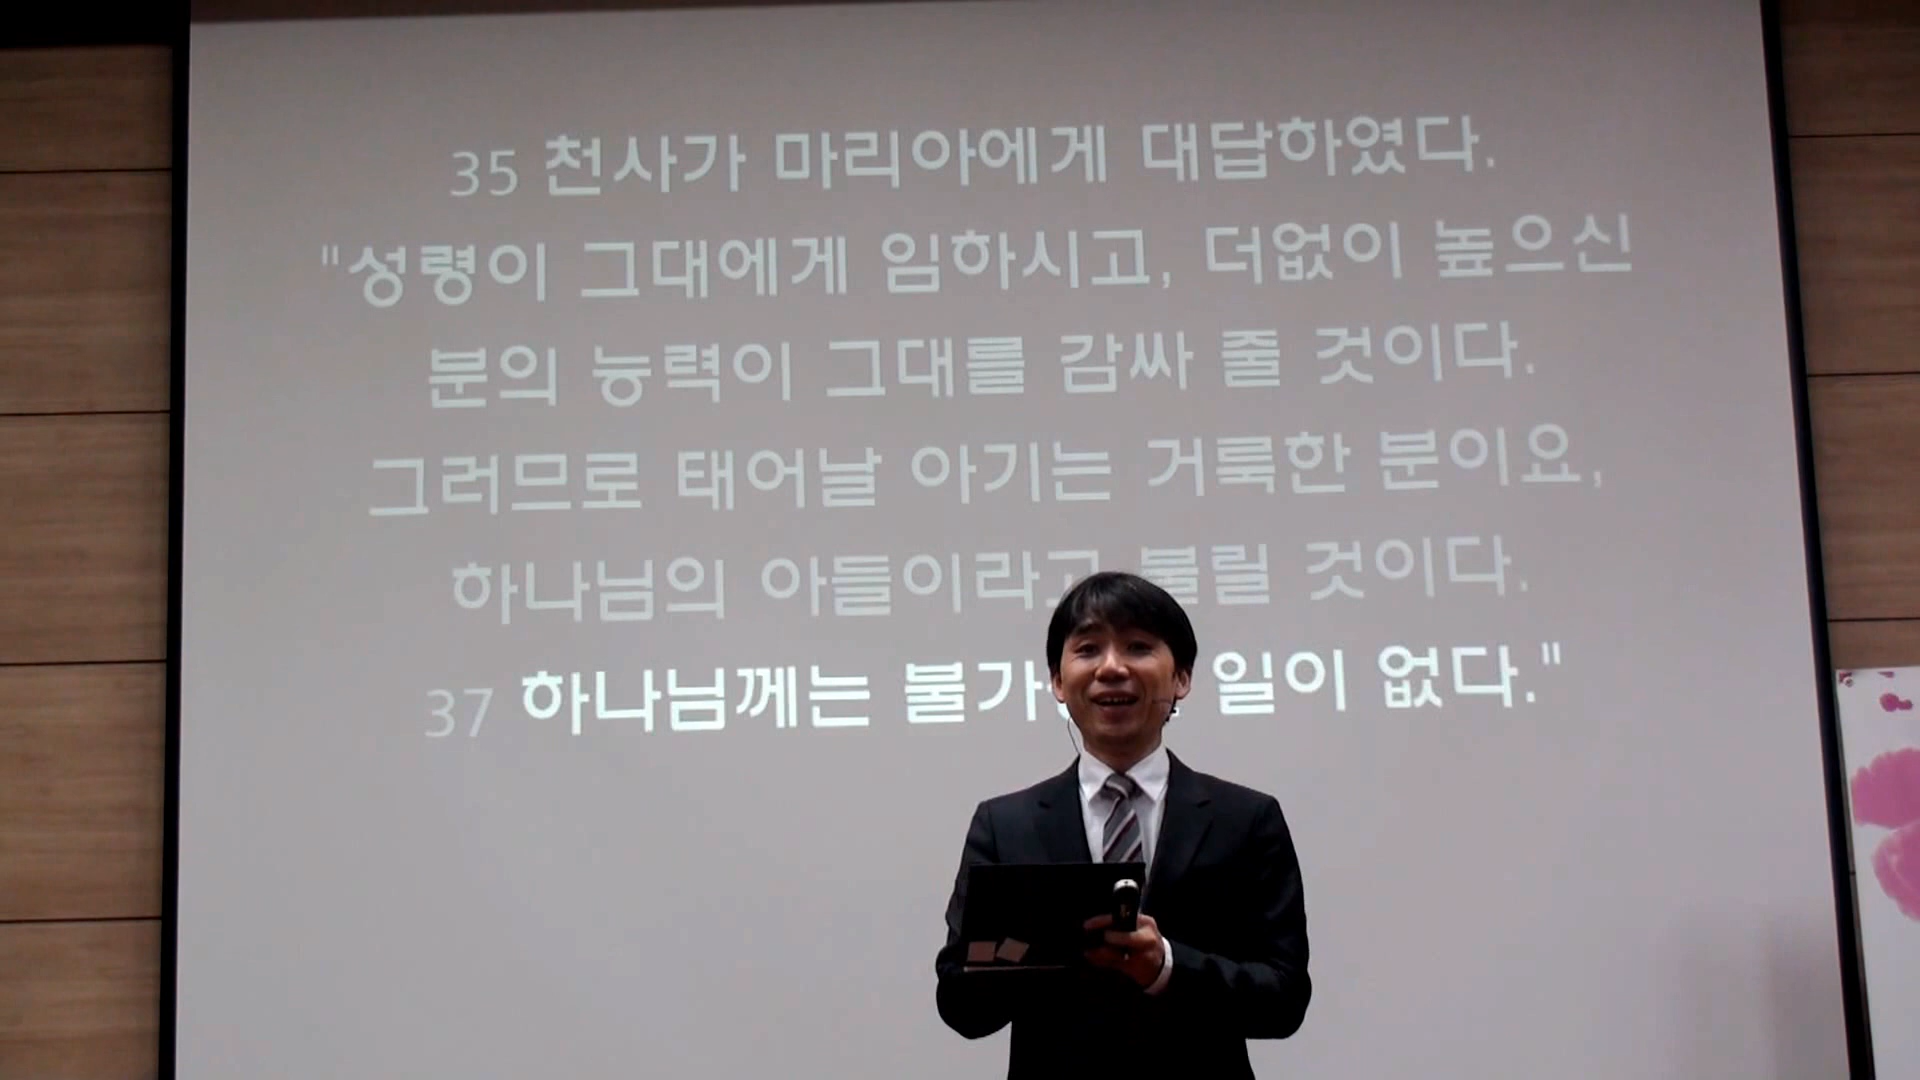 35 천사가 마리아에게 대답하였다.
"성령이 그대에게 임하시고, 더없이 높으신
분의 능력이 그대를 감싸 줄 것이다.
그러므로 태어날 아기는 거룩한 분이요,
하나님의 아들이라고 불릴 것이다.
37 하나님께는 일이 없다."